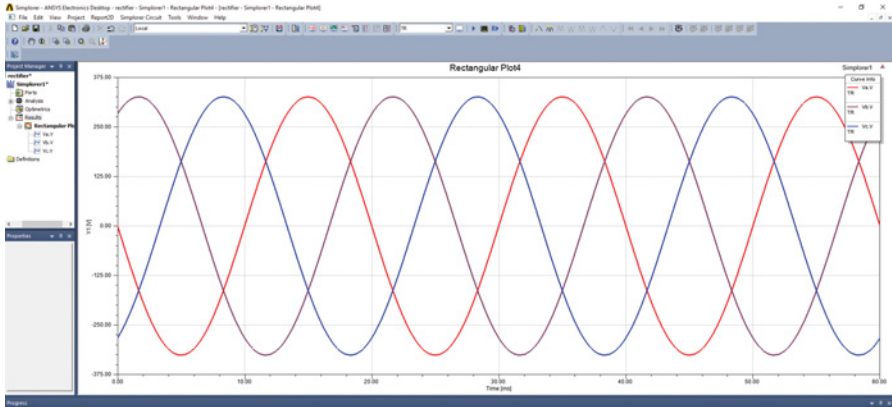 Simplorer - ANSYS Electronics Desktop - rectifier - Simplorer1 - Rectangular Plot4 - [rectifier - Simplorer1 - Rectangular Plot4]
File Edit View Project Report2D Simplorer Circuit Tools Window Help
Local
TR
Project Manager
rectifier*
Simplorer1*
Ports
Analysis
Optimetrics
Results
Rectangular Plo
Va.V
Vb.V
Vc.V
Definitions
Properties
Rectangular Plot4
Simplorer1
Curve Info
Va.V
TR
Vb.V
TR
Vc.V
TR
375.00
250.00
125.00
0.00
-125.00
-250.00
-375.00
Y1 [V]
0.00 10.00 20.00 30.00 40.00 50.00 60.00
Time [ms]
Progress